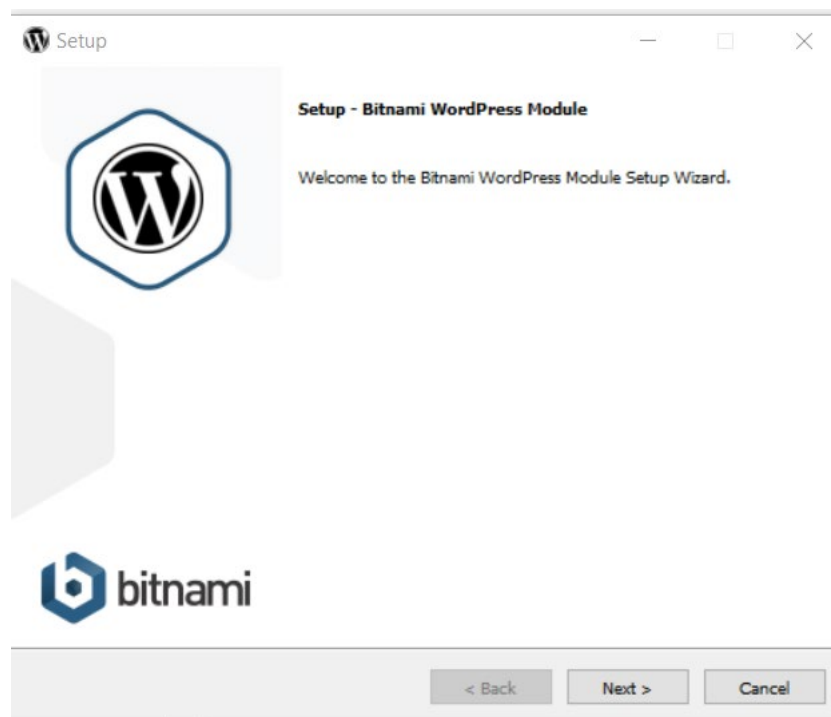 Setup
Setup - Bitnami WordPress Module
Welcome to the Bitnami WordPress Module Setup Wizard.
bitnami
< Back
Next >
Cancel